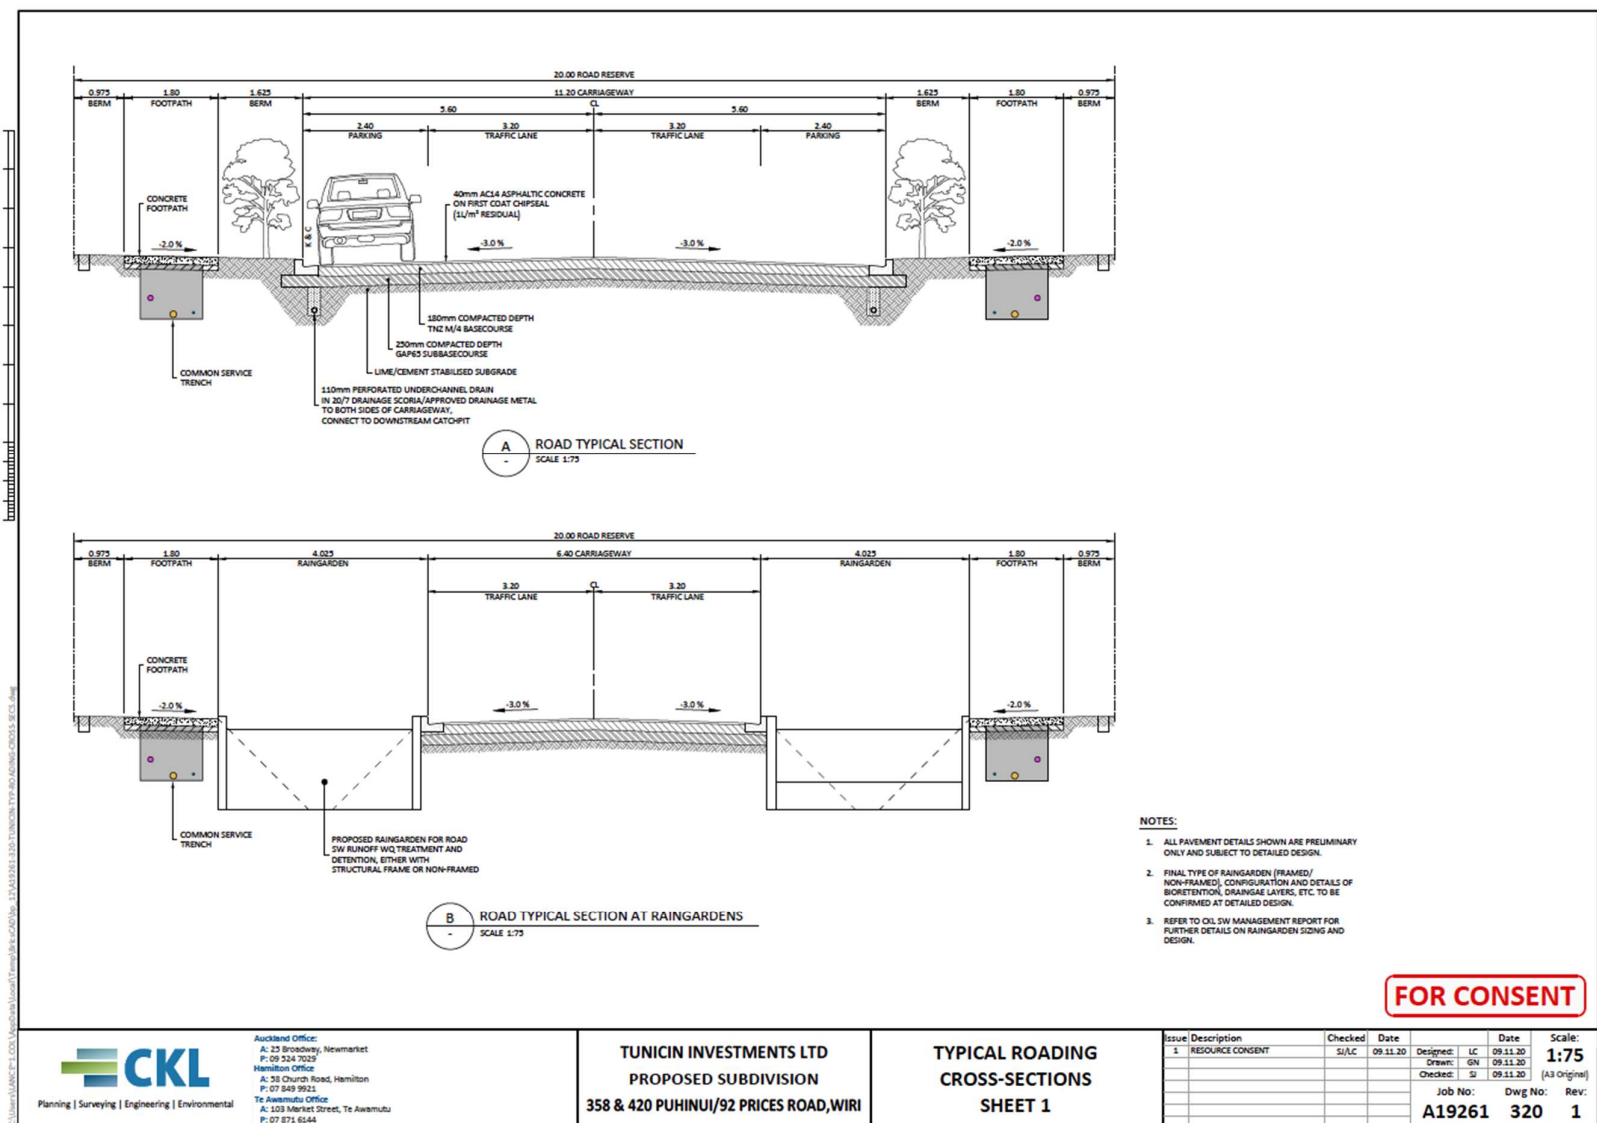 20.00 ROAD RESERVE
0.975 1.80 1.625 11.20 CARRIAGEWAY 1.625 1.80 0.975
BERM FOOTPATH BERM CL BERM FOOTPATH BERM
5.60 5.60
2.40 3.20 3.20 2.40
PARKING TRAFFIC LANE TRAFFIC LANE PARKING
CONCRETE
FOOTPATH
40mm AC14 ASPHALTIC CONCRETE
ON FIRST COAT CHIPSEAL
(1L/m² RESIDUAL)
K & C
-2.0 % -3.0 % -3.0 % -2.0 %
180mm COMPACTED DEPTH
TNZ M/4 BASECOURSE
250mm COMPACTED DEPTH
GAP65 SUBBASECOURSE
LIME/CEMENT STABILISED SUBGRADE
COMMON SERVICE
TRENCH
110mm PERFORATED UNDERCHANNEL DRAIN
IN 20/7 DRAINAGE SCORIA/APPROVED DRAINAGE METAL
TO BOTH SIDES OF CARRIAGEWAY,
CONNECT TO DOWNSTREAM CATCHPIT
A
-
ROAD TYPICAL SECTION
SCALE 1:75
20.00 ROAD RESERVE
0.975 1.80 4.025 6.40 CARRIAGEWAY 4.025 1.80 0.975
BERM FOOTPATH RAINGARDEN RAINGARDEN FOOTPATH BERM
3.20 CL 3.20
TRAFFIC LANE TRAFFIC LANE
CONCRETE
FOOTPATH
-2.0 % -3.0 % -3.0 % -2.0 %
COMMON SERVICE
TRENCH
PROPOSED RAINGARDEN FOR ROAD
SW RUNOFF WQ TREATMENT AND
DETENTION, EITHER WITH
STRUCTURAL FRAME OR NON-FRAMED
B
-
ROAD TYPICAL SECTION AT RAINGARDENS
SCALE 1:75
NOTES:
1. ALL PAVEMENT DETAILS SHOWN ARE PRELIMINARY
ONLY AND SUBJECT TO DETAILED DESIGN.
2. FINAL TYPE OF RAINGARDEN (FRAMED/
NON-FRAMED), CONFIGURATION AND DETAILS OF
BIORETENTION, DRAINGAE LAYERS, ETC. TO BE
CONFIRMED AT DETAILED DESIGN.
3. REFER TO CKL SW MANAGEMENT REPORT FOR
FURTHER DETAILS ON RAINGARDEN SIZING AND
DESIGN.
FOR CONSENT
CKL
Planning | Surveying | Engineering | Environmental
Auckland Office:
A: 25 Broadway, Newmarket
P: 09 524 7029
Hamilton Office
A: 58 Church Road, Hamilton
P: 07 849 9921
Te Awamutu Office
A: 103 Market Street, Te Awamutu
P: 07 871 6144
TUNICIN INVESTMENTS LTD
PROPOSED SUBDIVISION
358 & 420 PUHINUI/92 PRICES ROAD,WIRI
TYPICAL ROADING
CROSS-SECTIONS
SHEET 1
Issue Description Checked Date
1 RESOURCE CONSENT SJ/LC 09.11.20
Date
Designed: LC 09.11.20
Drawn: GN 09.11.20
Checked: SJ 09.11.20
Scale:
1:75
(A3 Original)
Job No: Dwg No: Rev:
A19261 320 1